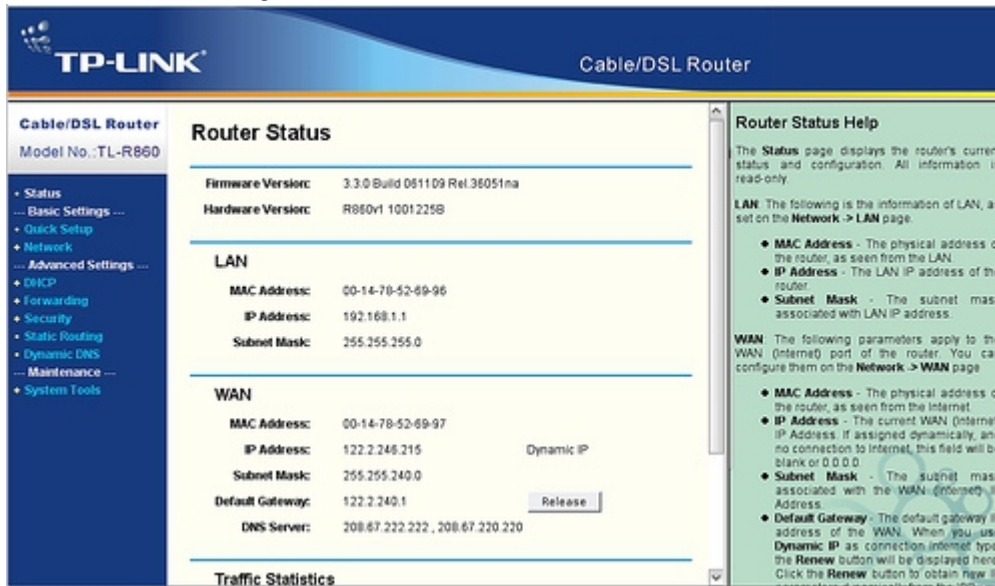 TP-LINK
Cable/DSL Router
Cable/DSL Router
Model No.:TL-R860
• Status
--- Basic Settings ---
+ Quick Setup
+ Network
--- Advanced Settings ---
+ DHCP
+ Forwarding
+ Security
• Static Routing
• Dynamic DNS
--- Maintenance ---
+ System Tools
Router Status
Firmware Version: 3.3.0 Build 061109 Rel.36051na
Hardware Version: R860v1 1001225B
LAN
MAC Address: 00-14-78-52-69-96
IP Address: 192.168.1.1
Subnet Mask: 255.255.255.0
WAN
MAC Address: 00-14-78-52-69-97
IP Address: 122.2.246.215 Dynamic IP
Subnet Mask: 255.255.240.0
Default Gateway: 122.2.240.1 Release
DNS Server: 208.67.222.222 , 208.67.220.220
Traffic Statistics
Router Status Help
The Status page displays the router's curren
status and configuration. All information i
read-only.
LAN: The following is the information of LAN, a
set on the Network -> LAN page.
◆ MAC Address - The physical address o
the router, as seen from the LAN.
◆ IP Address - The LAN IP address of the
router.
◆ Subnet Mask - The subnet mas
associated with LAN IP address.
WAN: The following parameters apply to the
WAN (Internet) port of the router. You ca
configure them on the Network -> WAN page
◆ MAC Address - The physical address o
the router, as seen from the Internet.
◆ IP Address - The current WAN (Internet
IP Address. If assigned dynamically, and
no connection to Internet, this field will be
blank or 0.0.0.0
◆ Subnet Mask - The subnet mas
associated with the WAN (Internet) I
Address.
◆ Default Gateway - The default gateway I
address of the WAN. When you use
Dynamic IP as connection Internet type
the Renew button will be displayed here
Click the Renew button to obtain new I